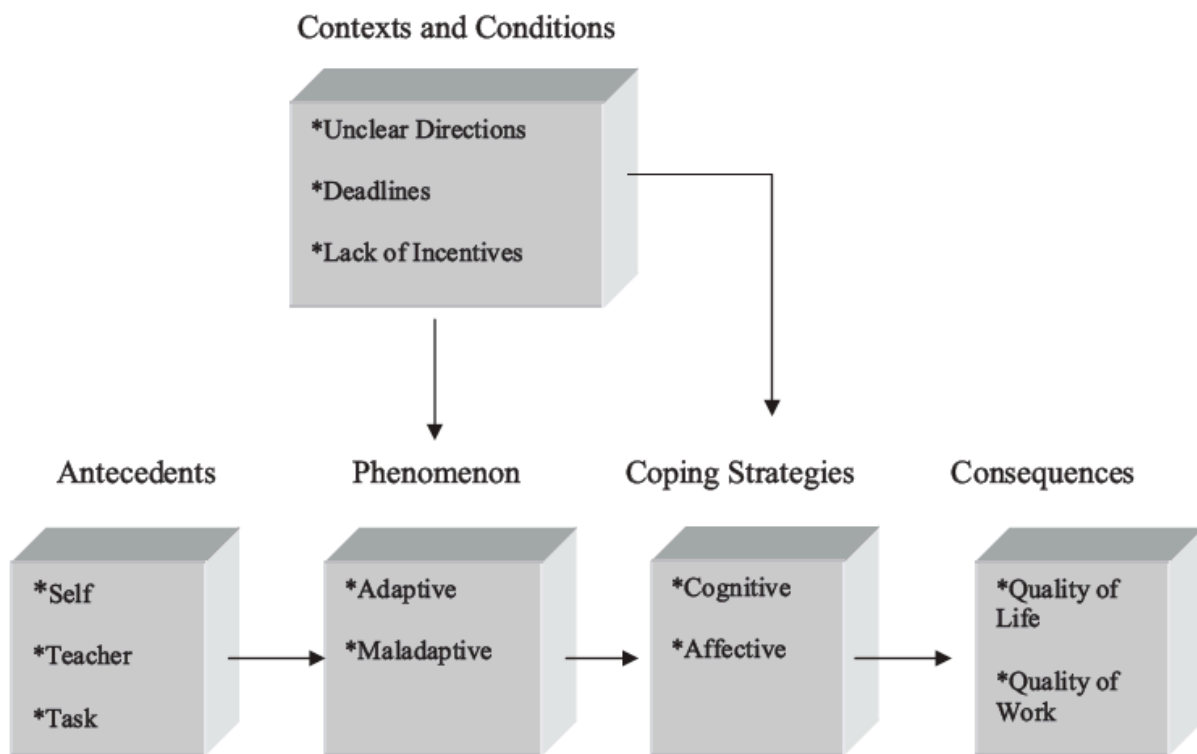 Contexts and Conditions
*Unclear Directions
*Deadlines
*Lack of Incentives
Antecedents
*Self
*Teacher
*Task
Phenomenon
*Adaptive
*Maladaptive
Coping Strategies
*Cognitive
*Affective
Consequences
*Quality of
Life
*Quality of
Work